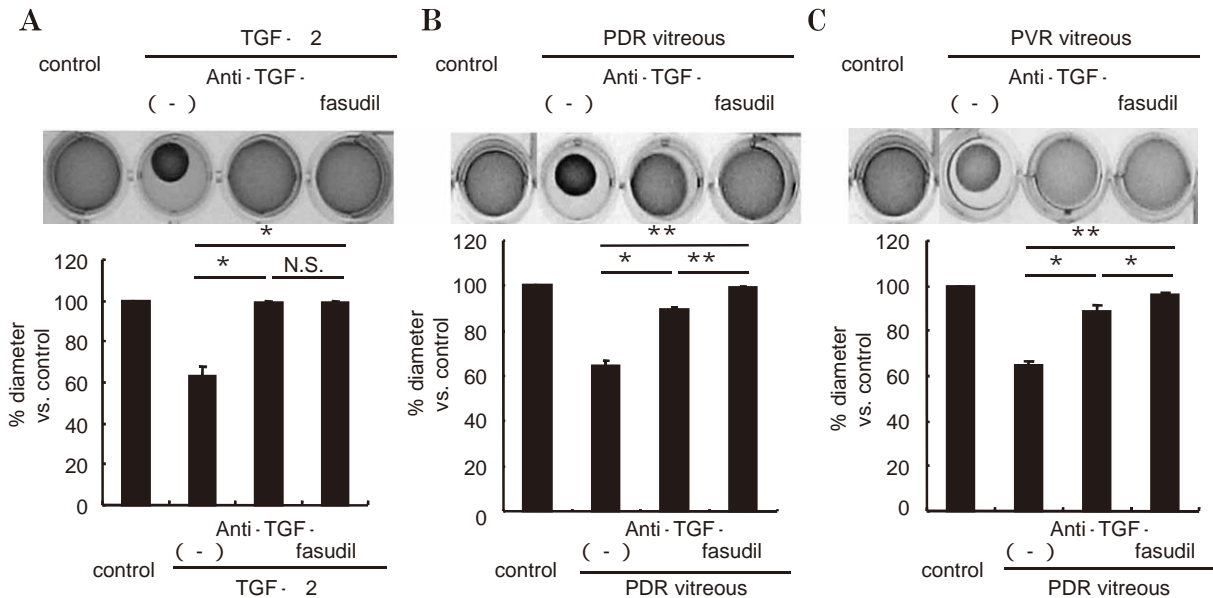 A
TGF - 2
control
Anti - TGF -
( - ) fasudil
*
* N.S.
120
100
80
60
40
20
0
% diameter
vs. control
Anti - TGF -
( - ) fasudil
control
TGF - 2
B
PDR vitreous
control
Anti - TGF -
( - ) fasudil
**
* **
120
100
80
60
40
20
0
% diameter
vs. control
Anti - TGF -
( - ) fasudil
control
PDR vitreous
C
PVR vitreous
control
Anti - TGF -
( - ) fasudil
**
* *
120
100
80
60
40
20
0
% diameter
vs. control
Anti - TGF -
( - ) fasudil
control
PDR vitreous